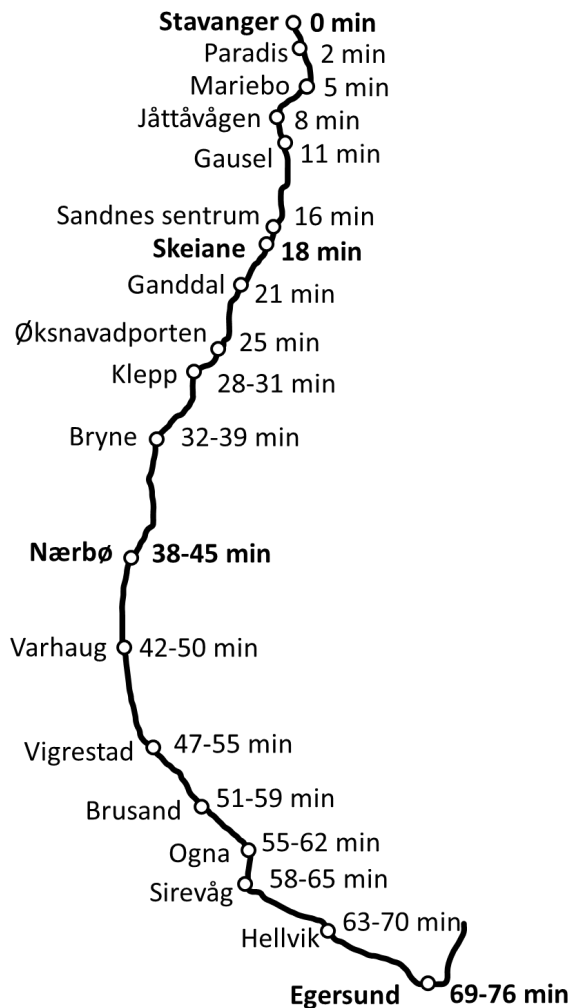 Stavanger 0 min
Paradis 2 min
Mariebo 5 min
Jåttåvågen 8 min
Gausel 11 min
Sandnes sentrum 16 min
Skeiane 18 min
Ganddal 21 min
Øksnavadporten 25 min
Klepp 28-31 min
Bryne 32-39 min
Nærbø 38-45 min
Varhaug 42-50 min
Vigrestad 47-55 min
Brusand 51-59 min
Ogna 55-62 min
Sirevåg 58-65 min
Hellvik 63-70 min
Egersund 69-76 min